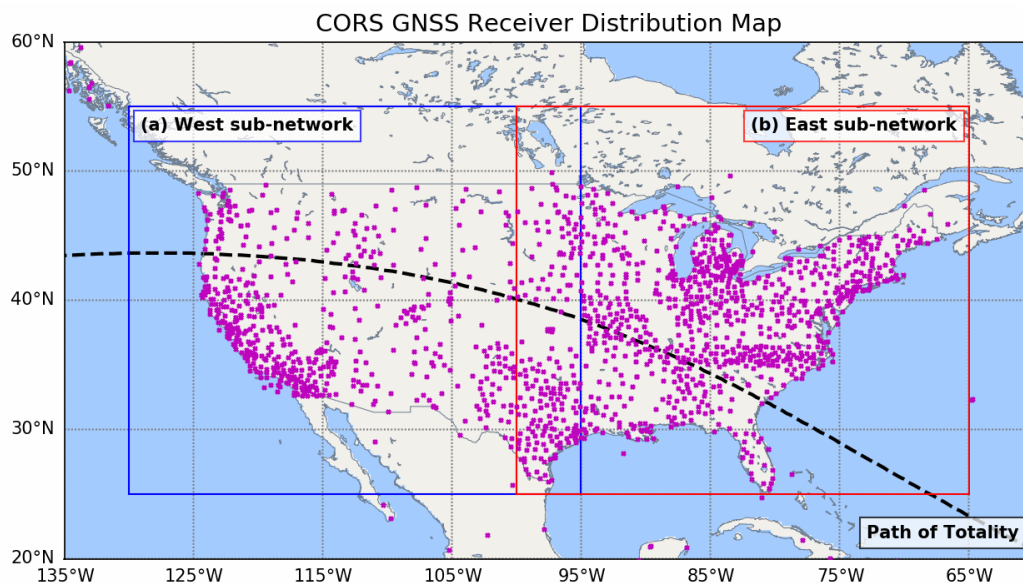 CORS GNSS Receiver Distribution Map
60°N
(a) West sub-network
(b) East sub-network
50°N
40°N
30°N
Path of Totality
20°N
135°W
125°W
115°W
105°W
95°W
85°W
75°W
65°W